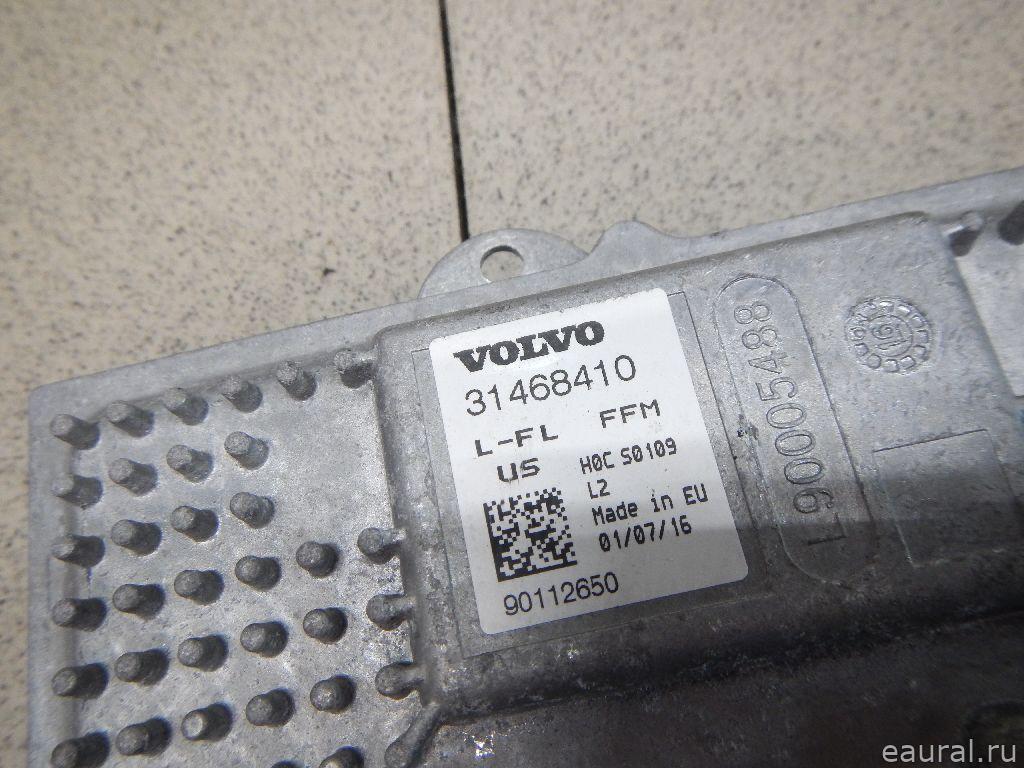 VOLVO
31468410
L-FL FFM
US H0C S0109
L2
Made in EU
01/07/16
90112650
L90005488
eaural.ru